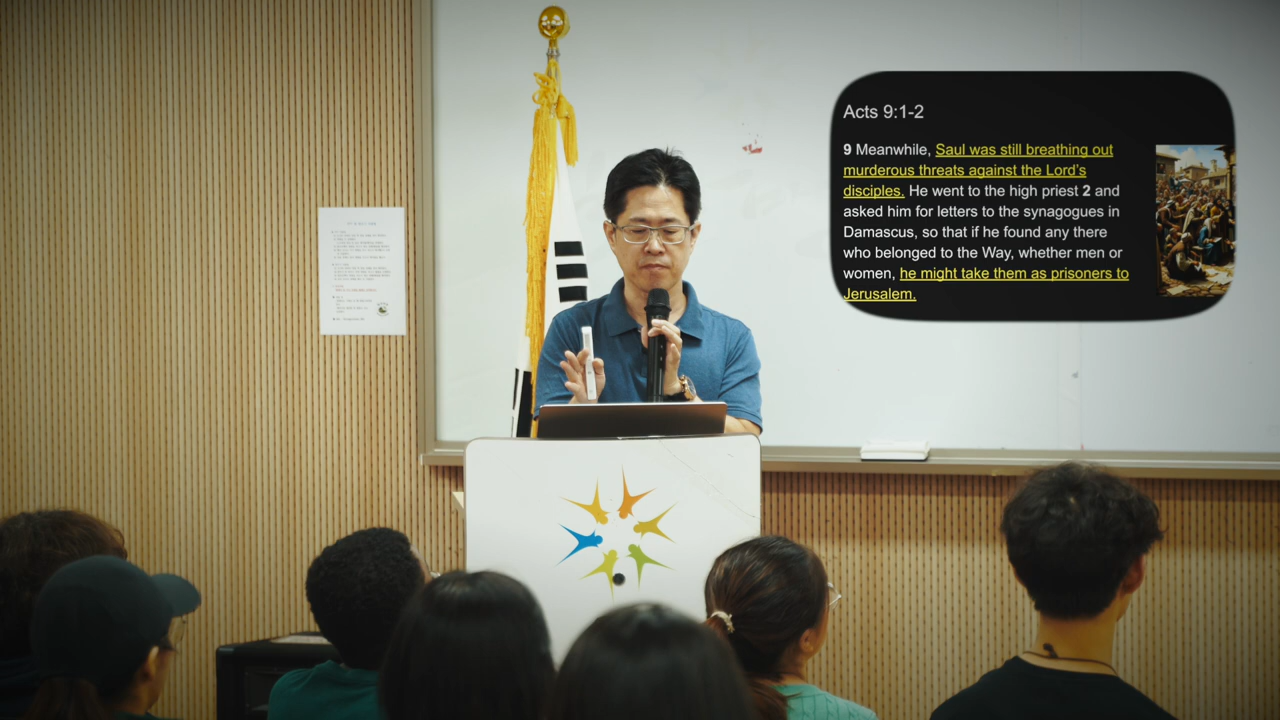 Acts 9:1-2
9 Meanwhile, Saul was still breathing out
murderous threats against the Lord's
disciples. He went to the high priest 2 and
asked him for letters to the synagogues in
Damascus, so that if he found any there
who belonged to the Way, whether men or
women, he might take them as prisoners to
Jerusalem.